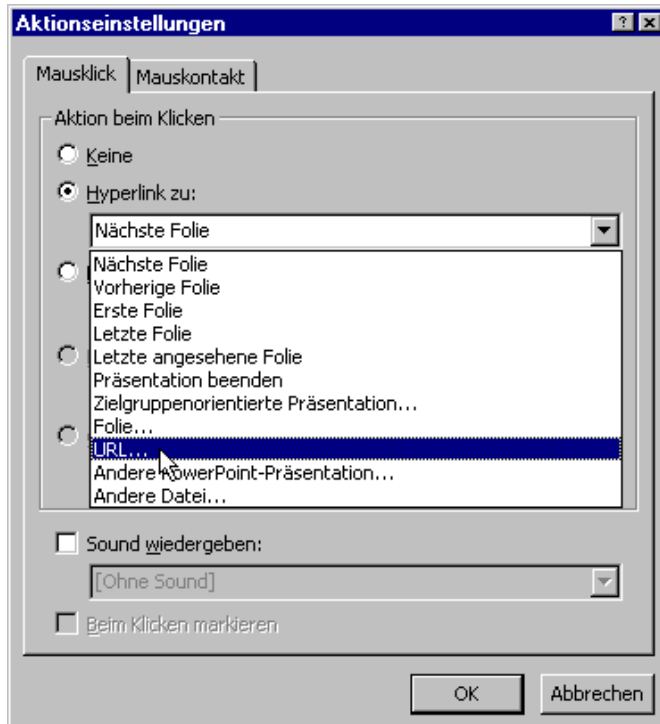 Aktionseinstellungen
Mausklick Mauskontakt
Aktion beim Klicken
Keine
Hyperlink zu:
Nächste Folie
Nächste Folie
Vorherige Folie
Erste Folie
Letzte Folie
Letzte angesehene Folie
Präsentation beenden
Zielgruppenorientierte Präsentation...
Folie...
URL...
Andere PowerPoint-Präsentation...
Andere Datei...
Sound wiedergeben:
[Ohne Sound]
Beim Klicken markieren
OK Abbrechen